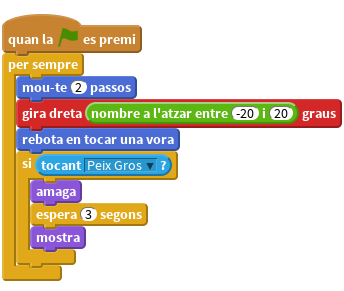 quan la es premi
per sempre
mou-te 2 passos
gira dreta nombre a l'atzar entre -20 i 20 graus
rebota en tocar una vora
si tocant Peix Gros ?
amaga
espera 3 segons
mostra